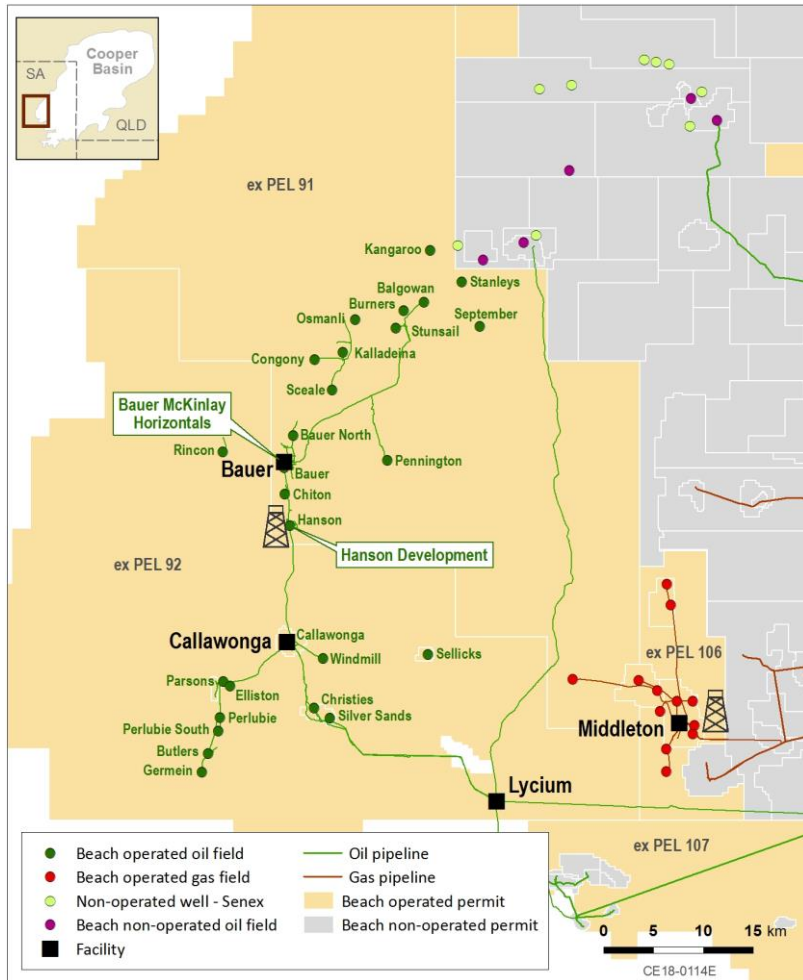 Cooper
Basin
SA
QLD
ex PEL 91
Kangaroo
Stanleys
Balgowan
Burners
Osmanli
September
Stunsail
Kalladeina
Congony
Sceale
Bauer McKinlay
Horizontals
Bauer North
Rincon
Bauer
Bauer
Pennington
Chiton
Hanson
Hanson Development
ex PEL 92
ex PEL 106
Callawonga
Callawonga
Windmill
Sellicks
Parsons
Elliston
Christies
Silver Sands
Perlubie
Perlubie South
Middleton
Butlers
Germein
Lycium
ex PEL 107
Beach operated oil field
Beach operated gas field
Non-operated well - Senex
Beach non-operated oil field
Facility
Oil pipeline
Gas pipeline
Beach operated permit
Beach non-operated permit
0 5 10 15 km
CE18-0114E